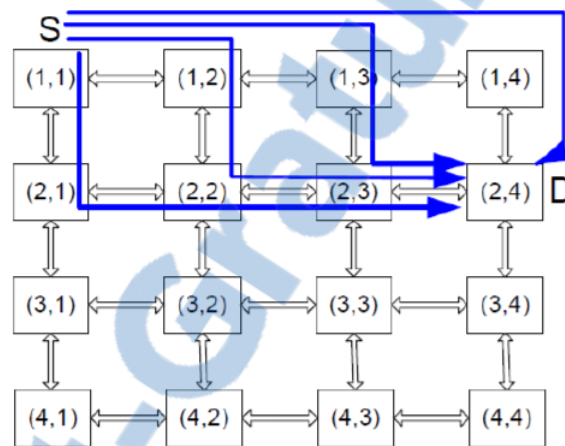 S
(1,1) (1,2) (1,3) (1,4)
(2,1) (2,2) (2,3) (2,4) D
(3,1) (3,2) (3,3) (3,4)
(4,1) (4,2) (4,3) (4,4)